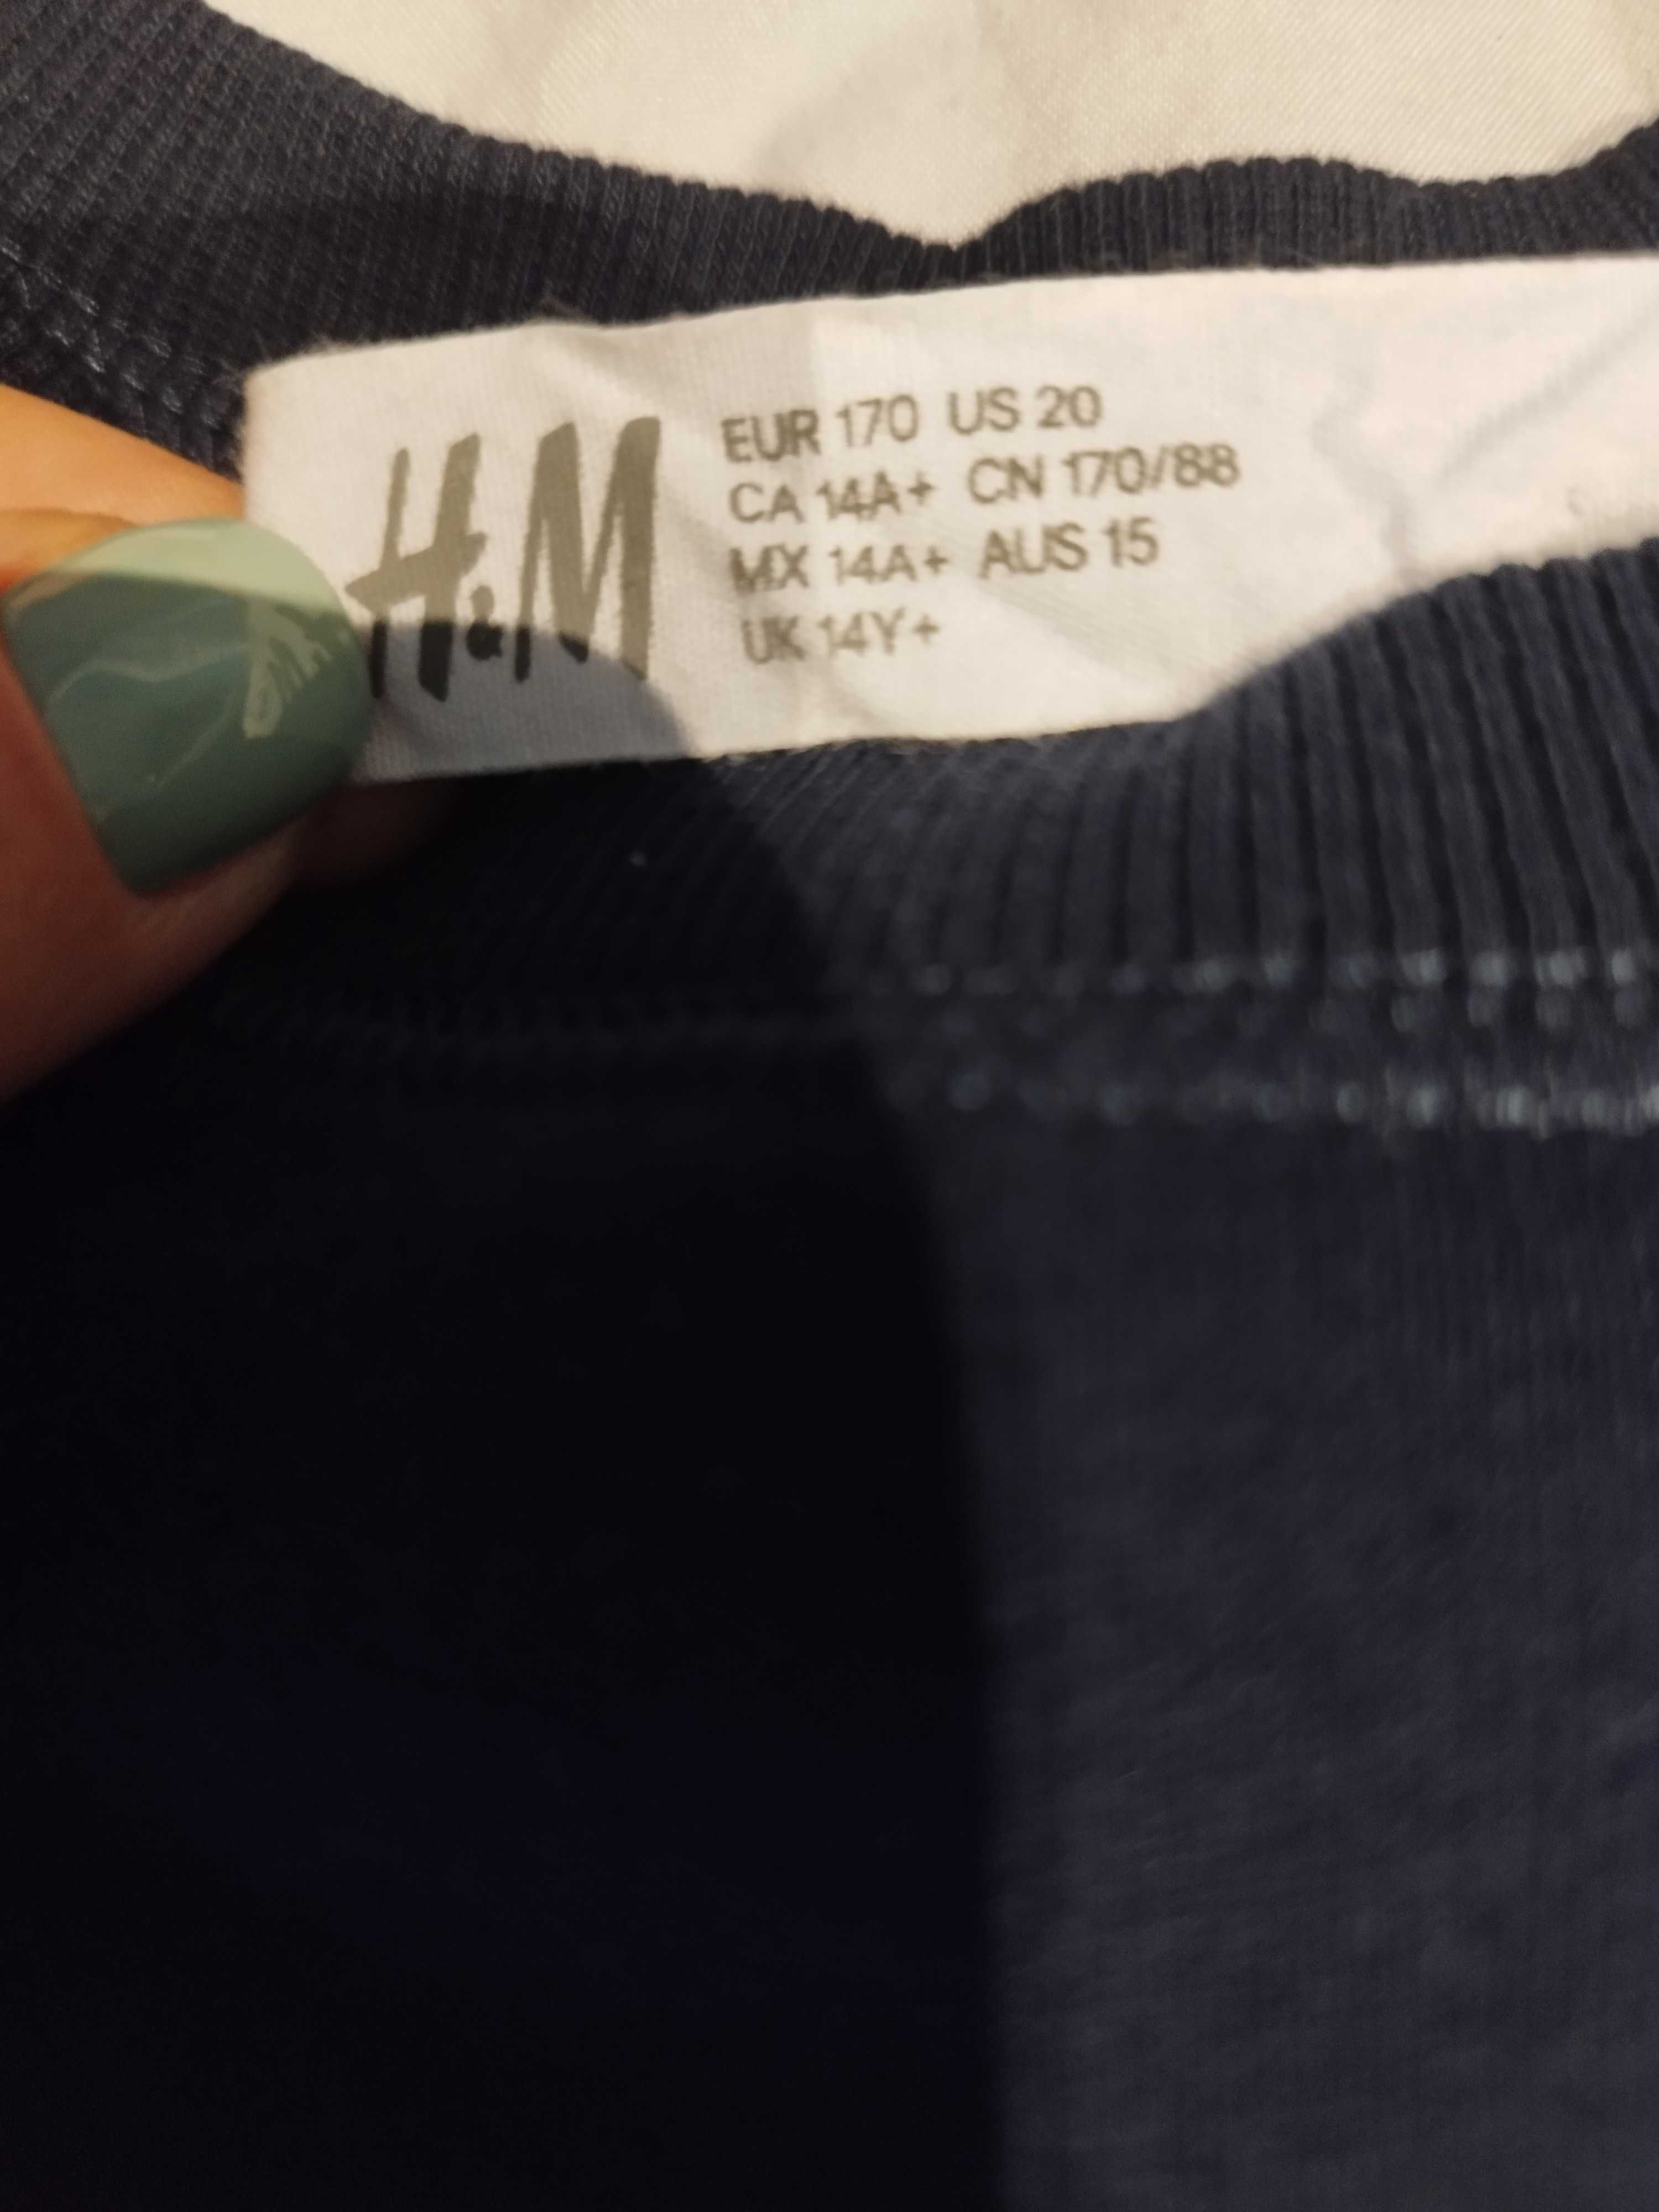 H&M
EUR 170 US 20
CA 14A+ CN 170/88
MX 14A+ AUS 15
UK 14Y+